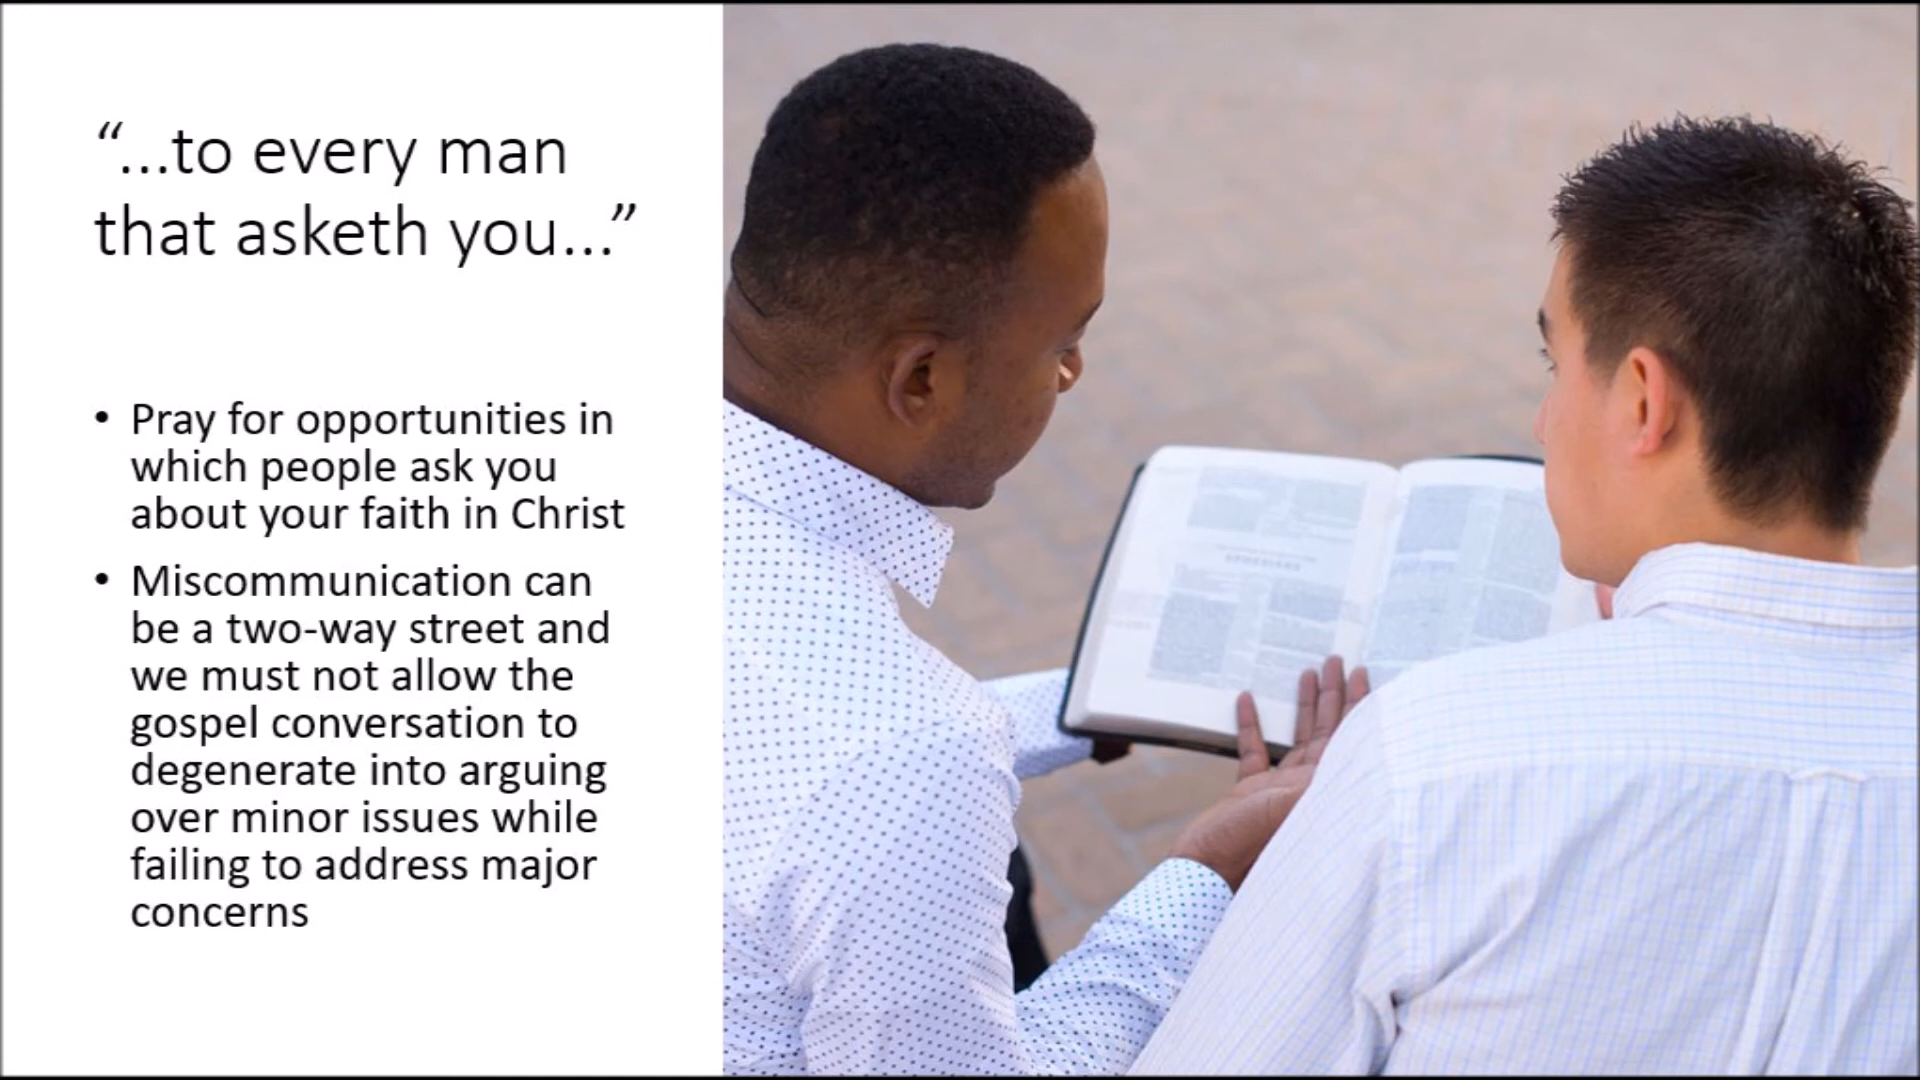 “...to every man
that asketh you...”
• Pray for opportunities in
which people ask you
about your faith in Christ
• Miscommunication can
be a two-way street and
we must not allow the
gospel conversation to
degenerate into arguing
over minor issues while
failing to address major
concerns